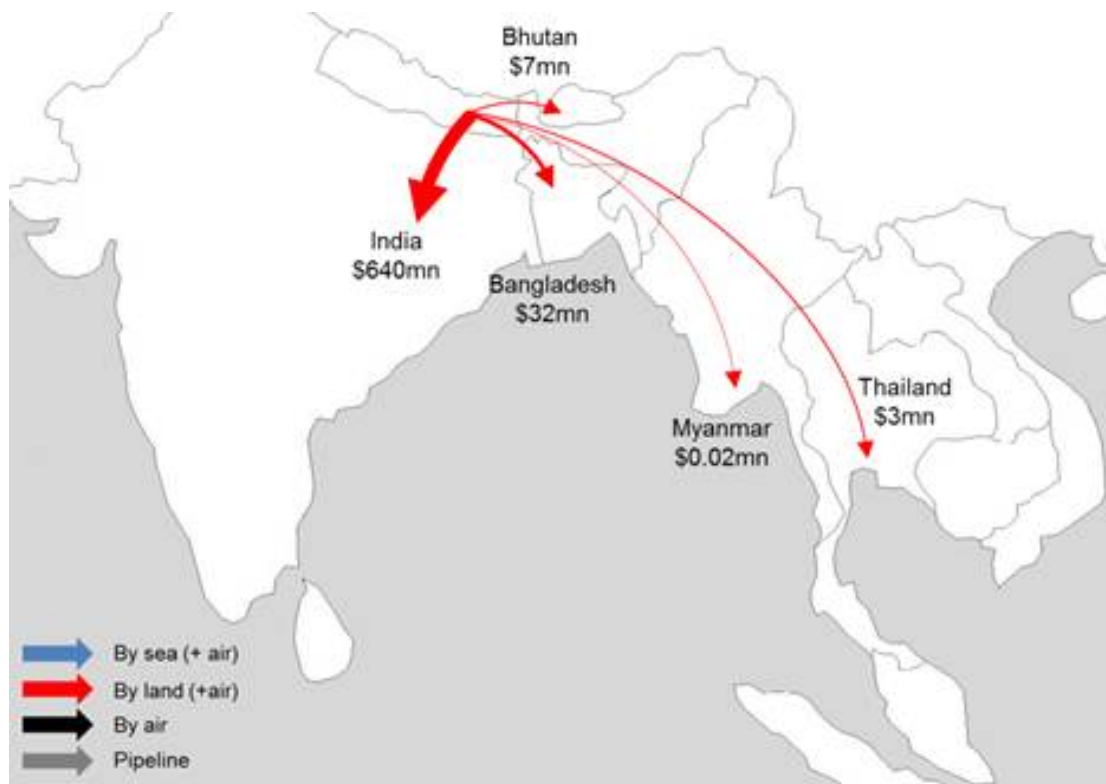 Bhutan
$7mn
India
$640mn
Bangladesh
$32mn
Thailand
$3mn
Myanmar
$0.02mn
By sea (+ air)
By land (+air)
By air
Pipeline